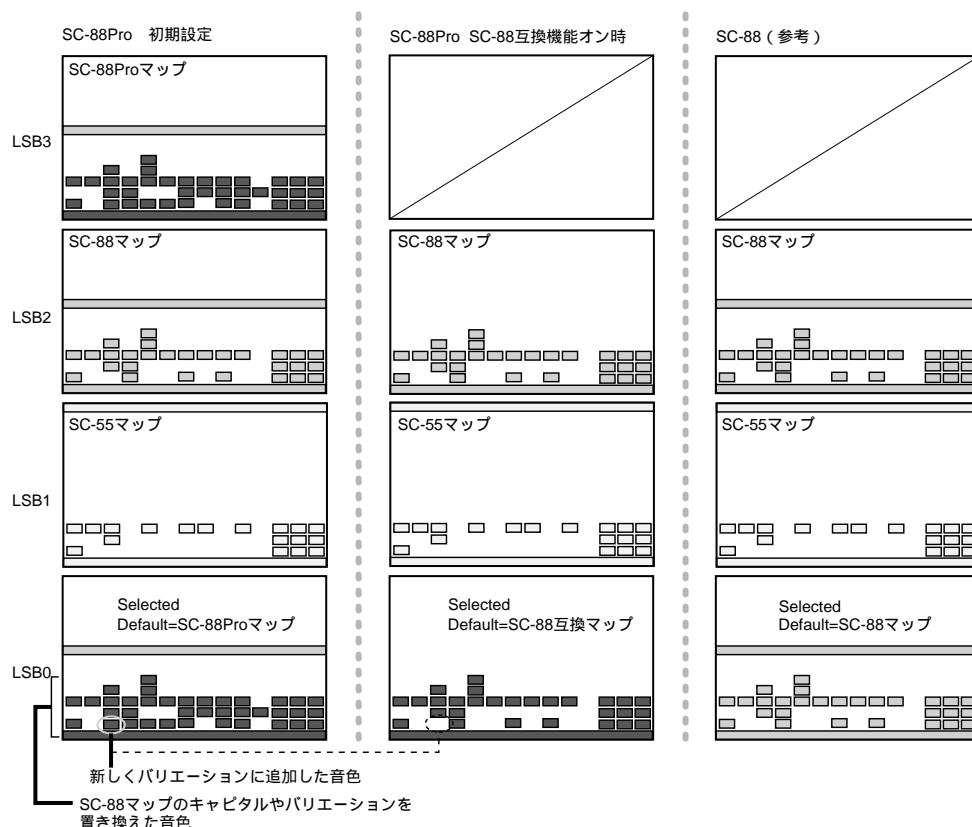 SC-88Pro 初期設定
SC-88Pro SC-88互換機能オン時
SC-88（参考）
LSB3
SC-88Proマップ
LSB2
SC-88マップ
SC-88マップ
SC-88マップ
LSB1
SC-55マップ
SC-55マップ
SC-55マップ
LSB0
Selected
Default=SC-88Proマップ
Selected
Default=SC-88互換マップ
Selected
Default=SC-88マップ
新しくバリエーションに追加した音色
SC-88マップのキャピタルやバリエーションを
置き換えた音色